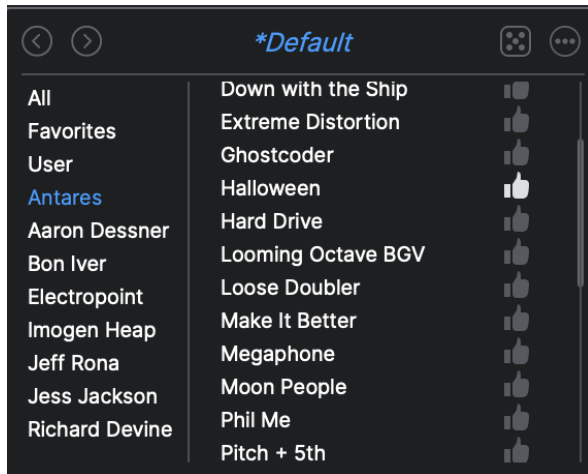 *Default
All
Favorites
User
Antares
Aaron Dessner
Bon Iver
Electropoint
Imogen Heap
Jeff Rona
Jess Jackson
Richard Devine
Down with the Ship
Extreme Distortion
Ghostcoder
Halloween
Hard Drive
Looming Octave BGV
Loose Doubler
Make It Better
Megaphone
Moon People
Phil Me
Pitch + 5th